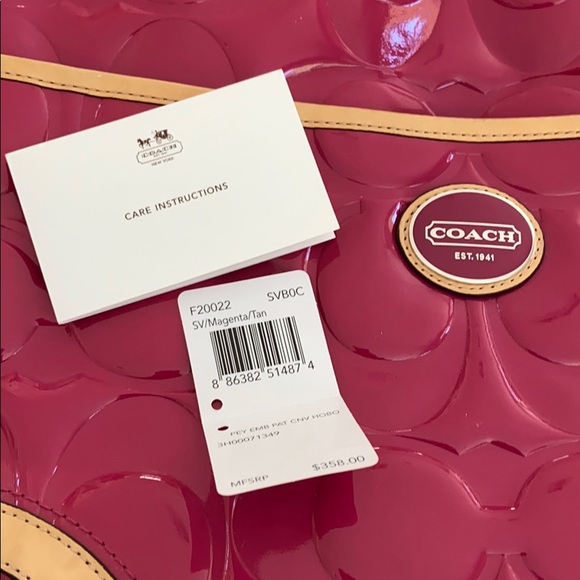 COACH
NEW YORK
CARE INSTRUCTIONS
COACH
EST. 1941
F20022 SVB0C
SV/Magenta/Tan
8 86382 51487 4
PEY EMB PAT CNV HOBO
3H00071349
MFSRP $358.00